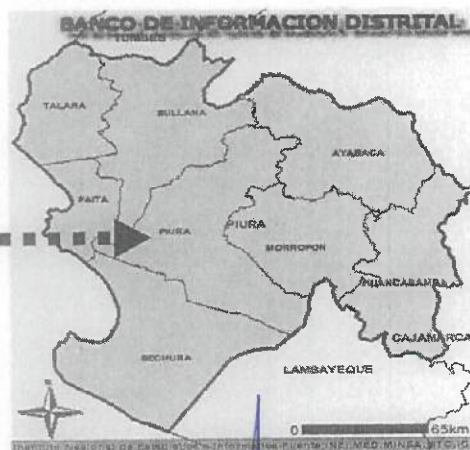 BANCO DE INFORMACION DISTRITAL
TUMBES
TALARA
SULLANA
AYABACA
PAITA
PIURA
PIURA
MORROPON
HUANCABAMBA
CAJAMARCA
SECHURA
LAMBAYEQUE
N
0 65km